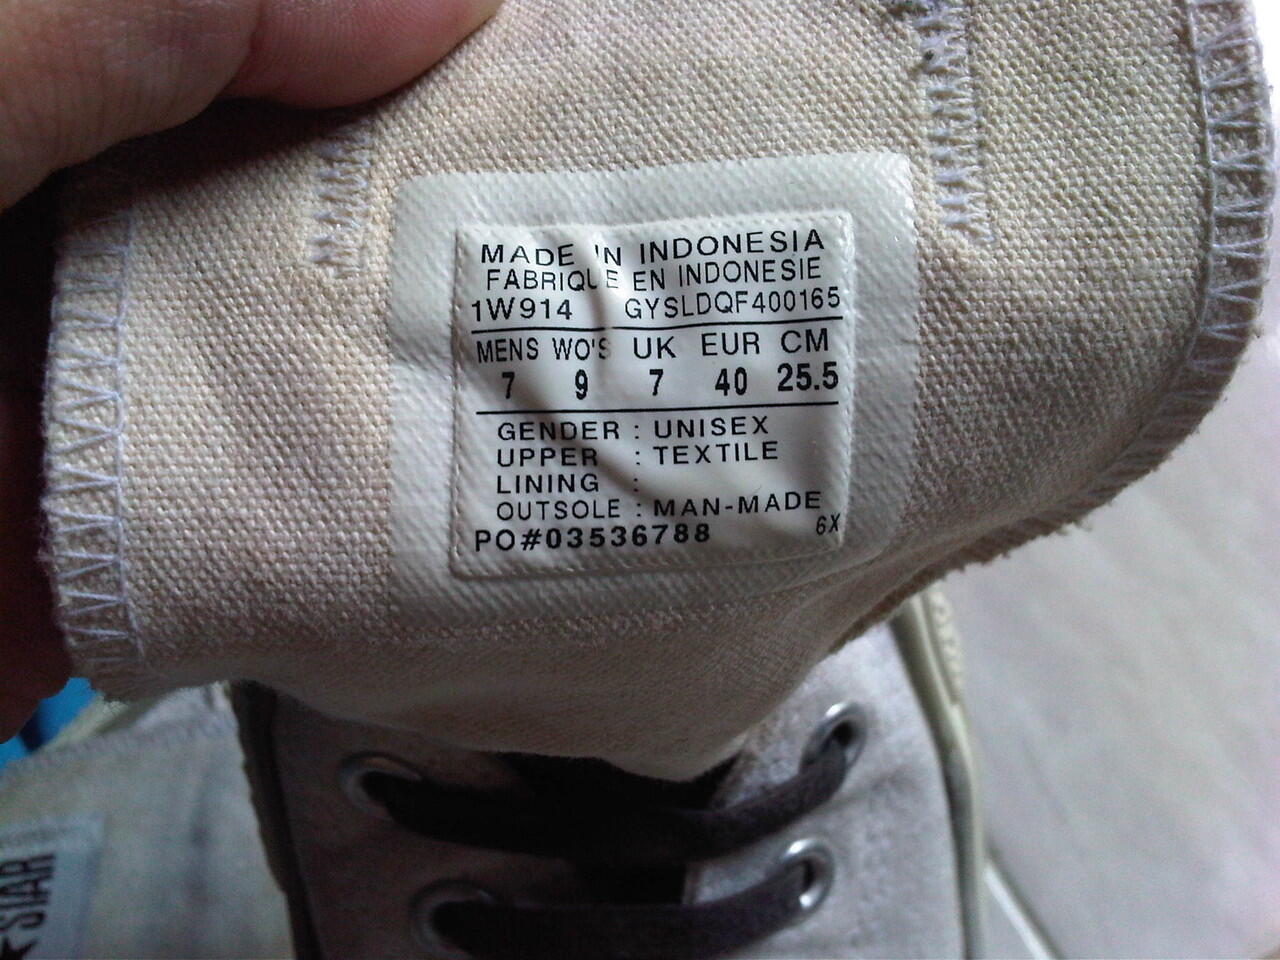 MADE IN INDONESIA
FABRIQUE EN INDONESIE
1W914 GYSLDQF400165
MENS WO'S UK EUR CM
7 9 7 40 25.5
GENDER : UNISEX
UPPER : TEXTILE
LINING :
OUTSOLE : MAN-MADE
PO#03536788 6X
STAR